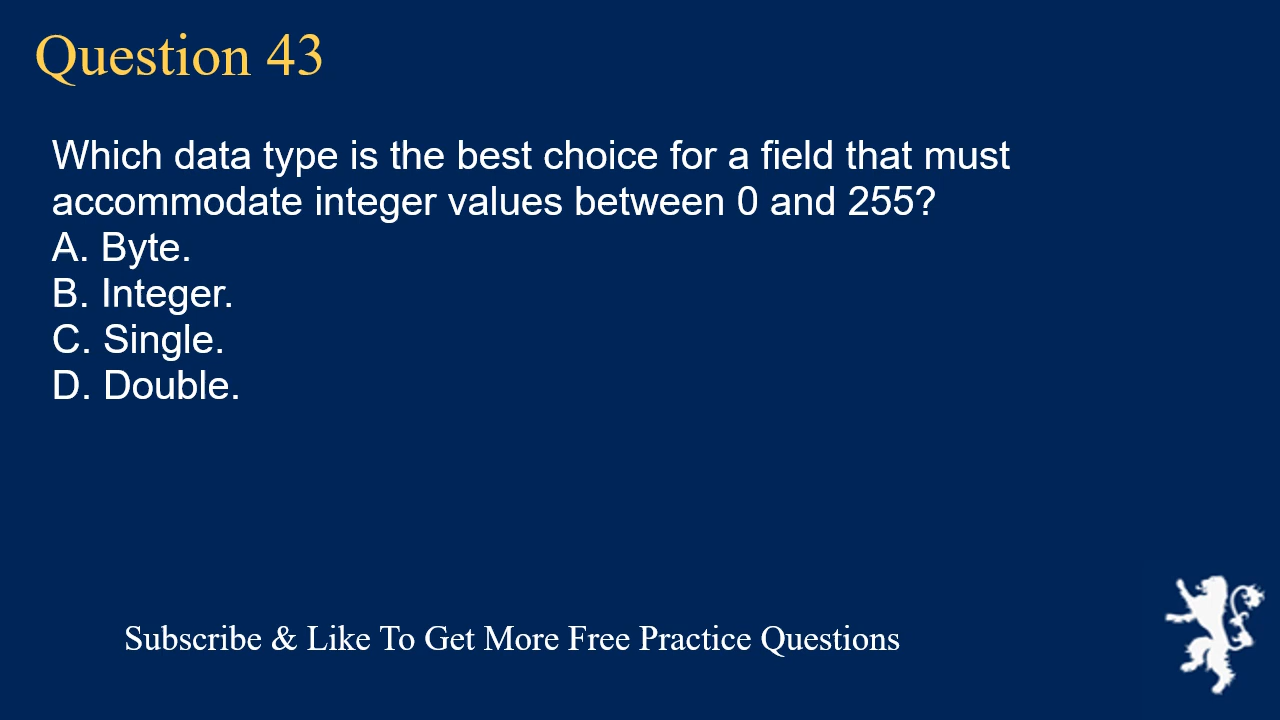 Question 43
Which data type is the best choice for a field that must
accommodate integer values between 0 and 255?
A. Byte.
B. Integer.
C. Single.
D. Double.
Subscribe & Like To Get More Free Practice Questions